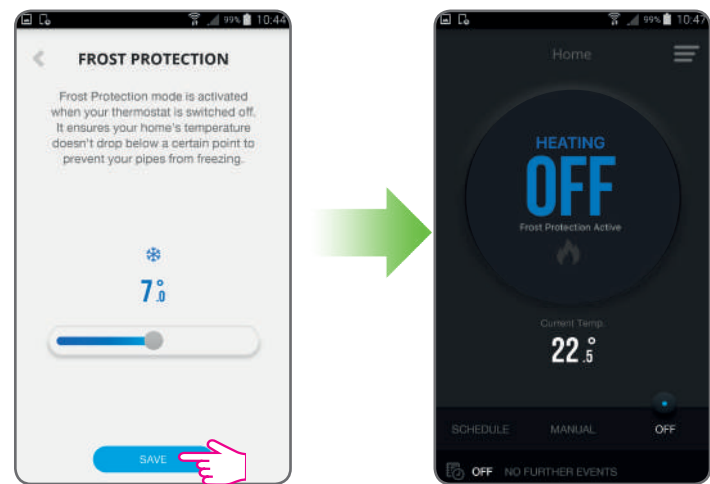 99% 10:44
FROST PROTECTION
Frost Protection mode is activated
when your thermostat is switched off.
It ensures your home's temperature
doesn't drop below a certain point to
prevent your pipes from freezing.
7°.0
SAVE
99% 10:47
Home
HEATING
OFF
Frost Protection Active
Current Temp.
22.5°
SCHEDULE MANUAL OFF
OFF NO FURTHER EVENTS